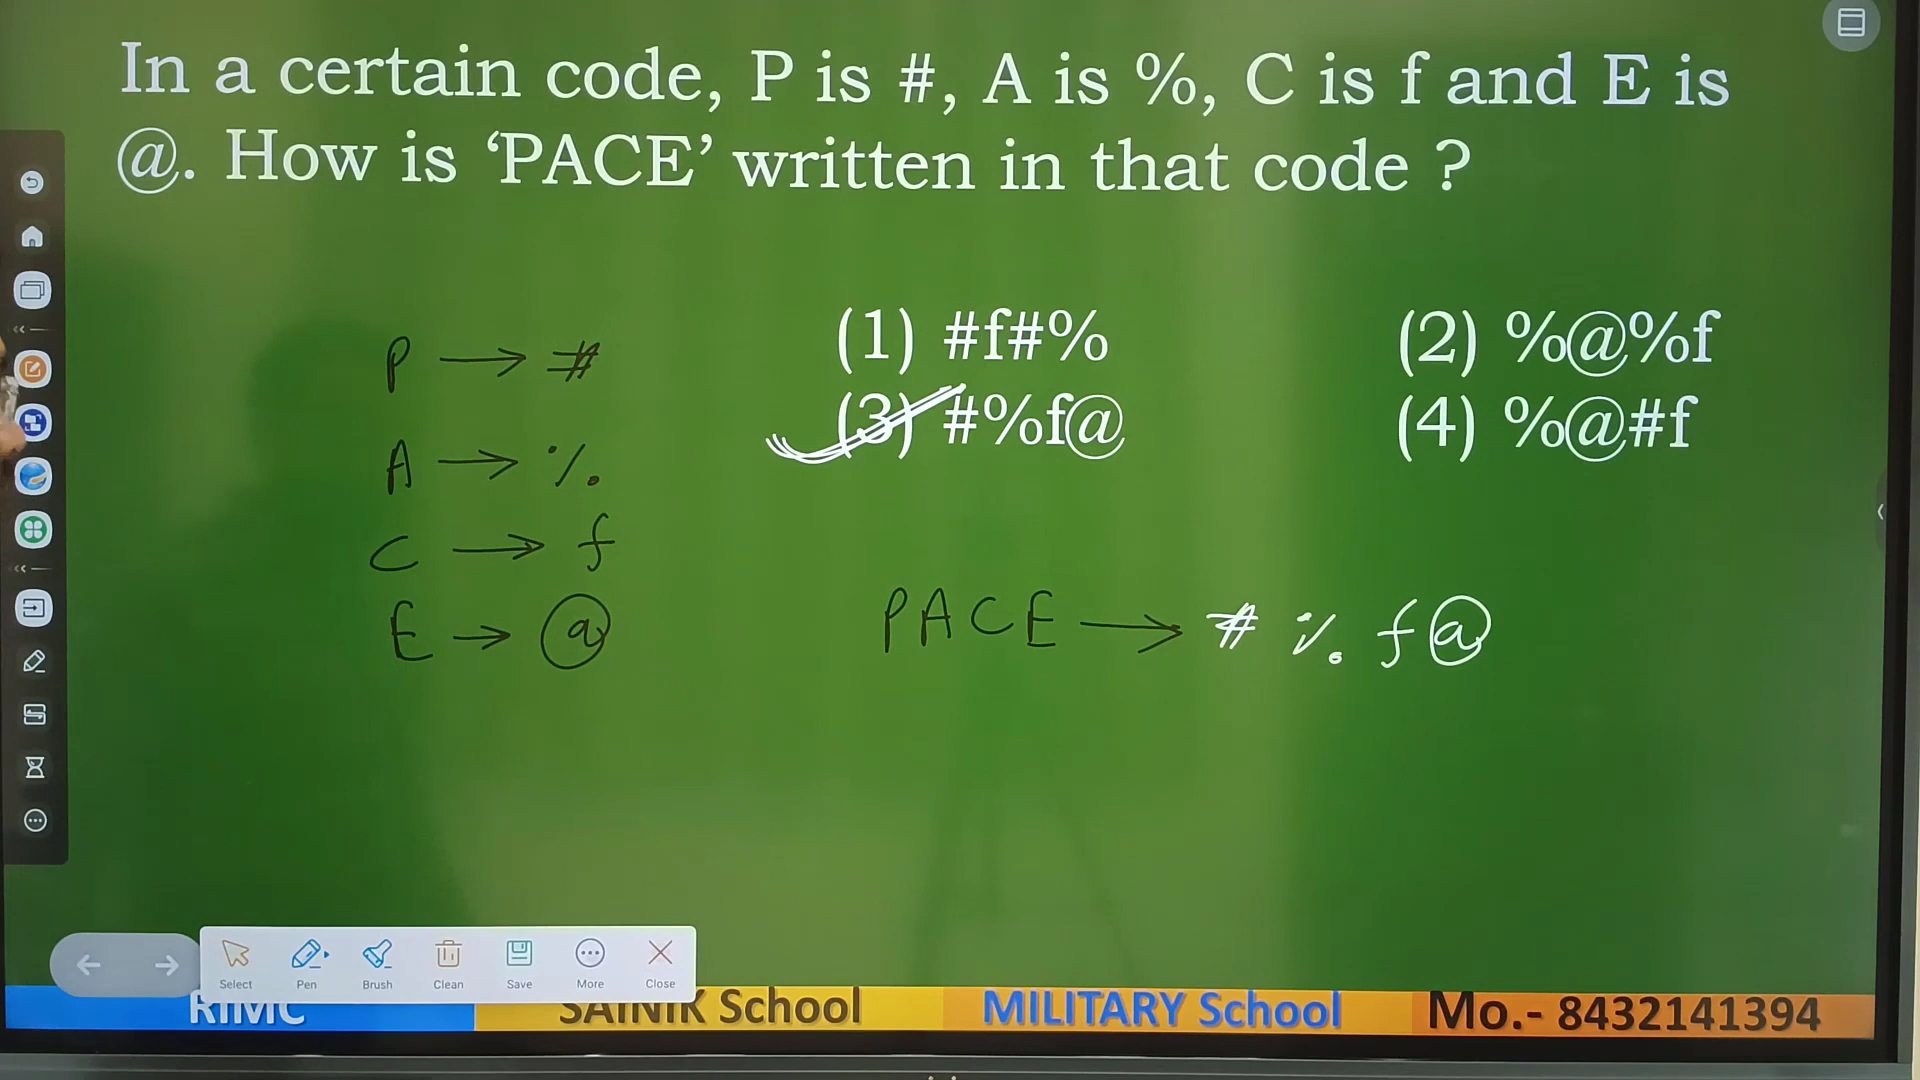 In a certain code, P is #, A is %, C is f and E is
@. How is ‘PACE’ written in that code ?
(1) #f#%
(2) %@%f
(3) #%f@
(4) %@#f
P → #
A → %
C → f
E → @
PACE → # % f @
Select
Pen
Brush
Clean
Save
More
Close
RIMC
SAINIK School
MILITARY School
Mo.- 8432141394